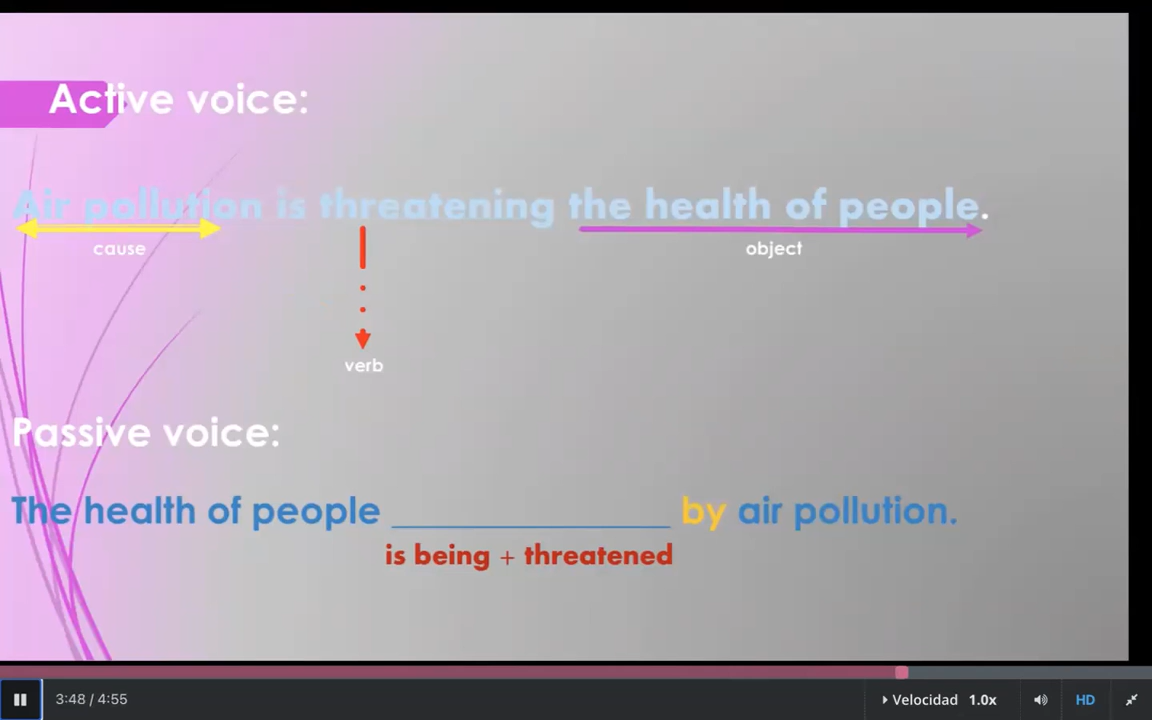 Active voice:
Air pollution is threatening the health of people.
cause
object
verb
Passive voice:
The health of people ______________ by air pollution.
is being + threatened
3:48 / 4:55
Velocidad 1.0x
HD